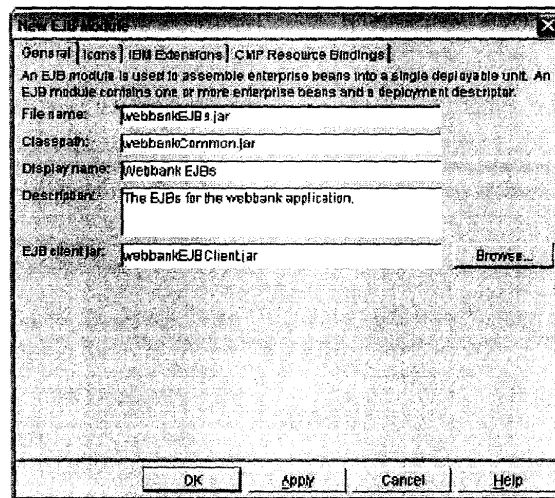 New EJB Module
General Icons IBM Extensions CMP Resource Bindings
An EJB module is used to assemble enterprise beans into a single deployable unit. An
EJB module contains one or more enterprise beans and a deployment descriptor.
File name: webbankEJBs.jar
Classpath: webbankCommon.jar
Display name: Webbank EJBs
Description: The EJBs for the webbank application.
EJB client jar: webbankEJBClient.jar Browse...
OK Apply Cancel Help